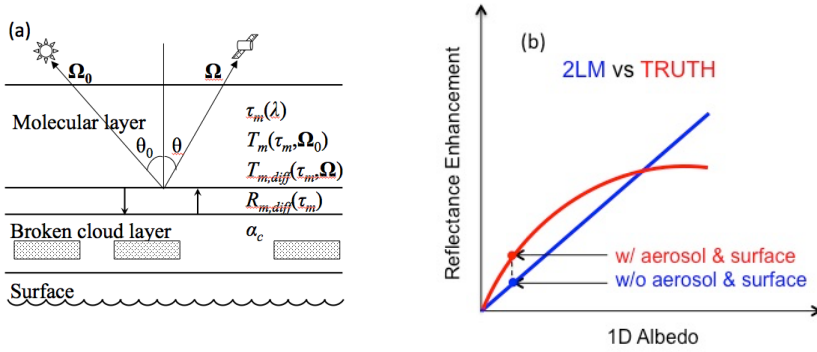 (a)
Ω₀
Ω
Molecular layer
θ₀ θ
τₘ(λ)
Tₘ(τₘ,Ω₀)
Tₘ,diff(τₘ,Ω)
Rₘ,diff(τₘ)
Broken cloud layer
α꜀
Surface
(b)
2LM vs TRUTH
Reflectance Enhancement
w/ aerosol & surface
w/o aerosol & surface
1D Albedo